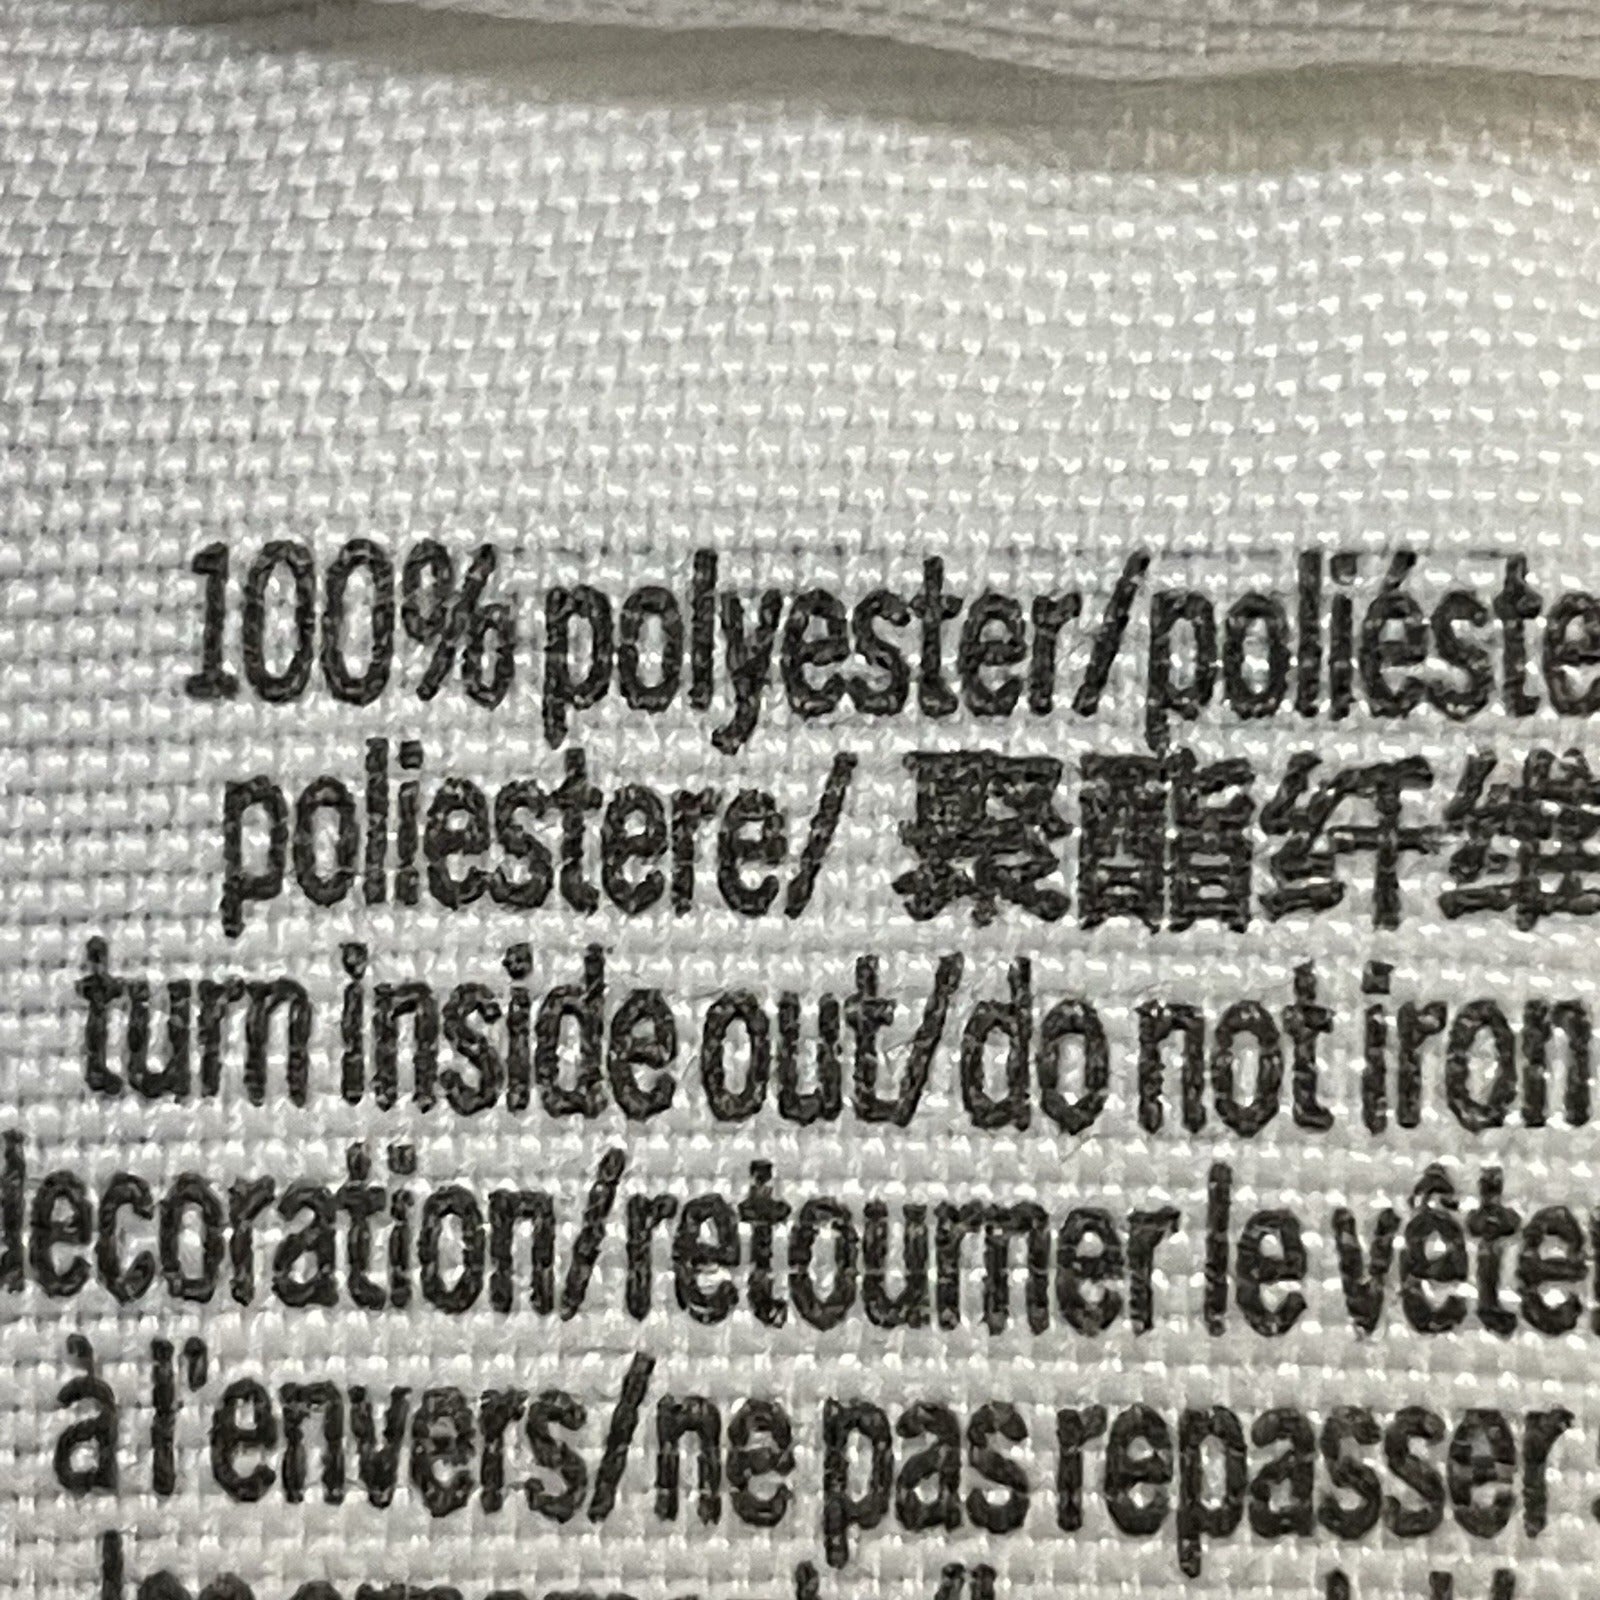 100% polyester/poliéste
poliestere/ 聚酯纤维
turn inside out/do not iron
decoration/retourner le vête
à l'envers/ne pas repasser